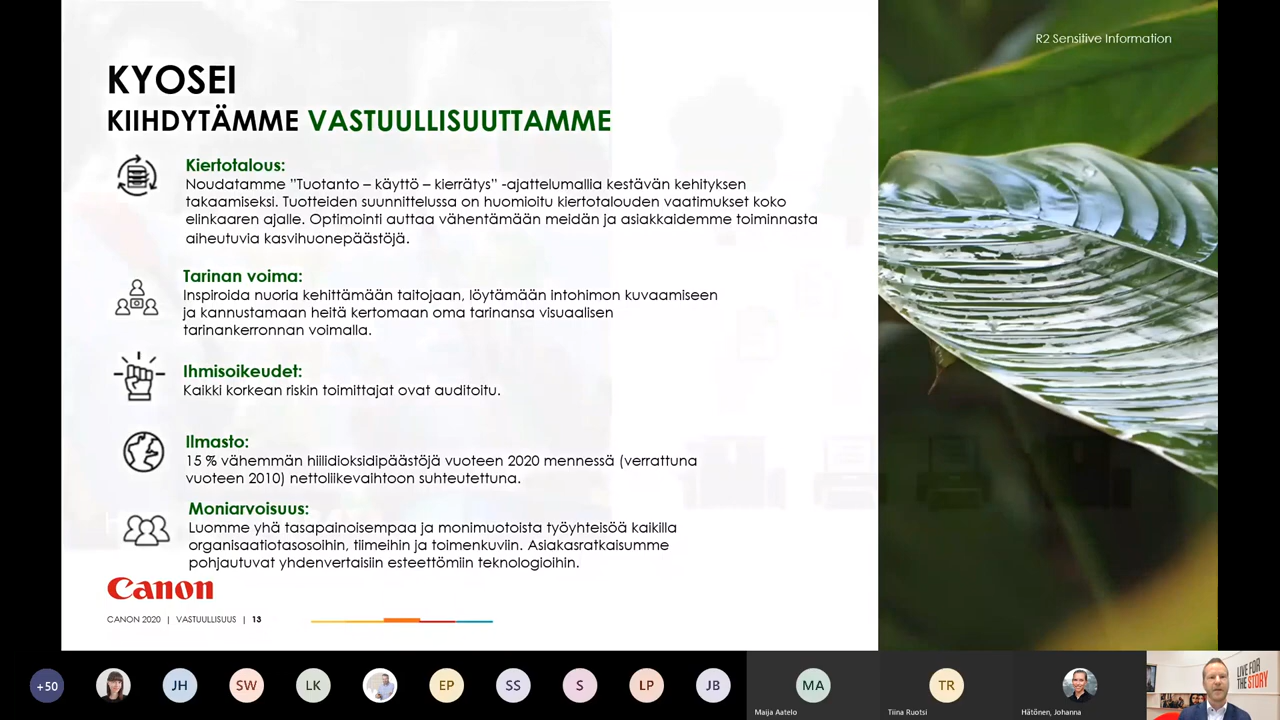 R2 Sensitive Information
KYOSEI
KIIHDYTÄMME VASTUULLISUUTTAMME
Kiertotalous:
Noudatamme ”Tuotanto – käyttö – kierrätys” -ajattelumallia kestävän kehityksen
takaamiseksi. Tuotteiden suunnittelussa on huomioitu kiertotalouden vaatimukset koko
elinkaaren ajalle. Optimointi auttaa vähentämään meidän ja asiakkaidemme toiminnasta
aiheutuvia kasvihuonepäästöjä.
Tarinan voima:
Inspiroida nuoria kehittämään taitojaan, löytämään intohimon kuvaamiseen
ja kannustamaan heitä kertomaan oma tarinansa visuaalisen
tarinankerronnan voimalla.
Ihmisoikeudet:
Kaikki korkean riskin toimittajat ovat auditoitu.
Ilmasto:
15 % vähemmän hiilidioksidipäästöjä vuoteen 2020 mennessä (verrattuna
vuoteen 2010) nettoliikevaihtoon suhteutettuna.
Moniarvoisuus:
Luomme yhä tasapainoisempaa ja monimuotoista työyhteisöä kaikilla
organisaatiotasosoihin, tiimeihin ja toimenkuviin. Asiakasratkaisumme
pohjautuvat yhdenvertaisiin esteettömiin teknologioihin.
Canon
CANON 2020 | VASTUULLISUUS | 13
+50 JH SW LK EP SS S LP JB MA TR
LIVE FOR
THE STORY
Maija Aatelo Tiina Ruotsi Hätönen, Johanna